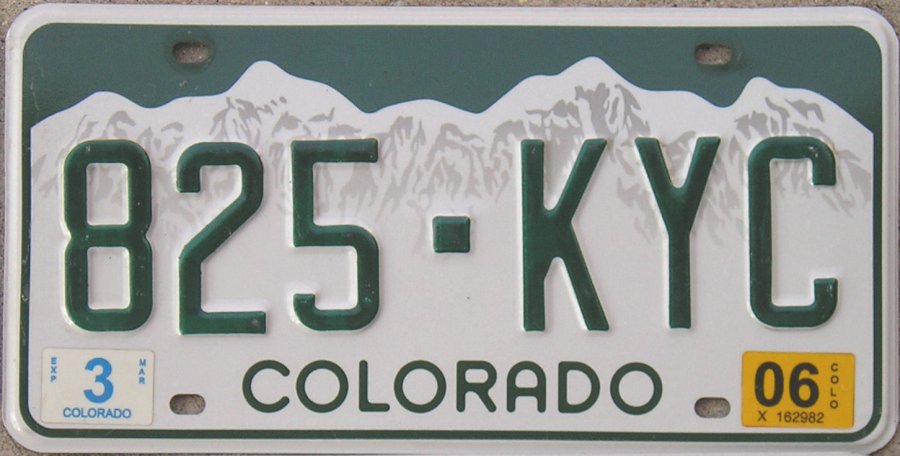 825·KYC
EXP 3 MAR
COLORADO
COLORADO
06 COLO
X 162982